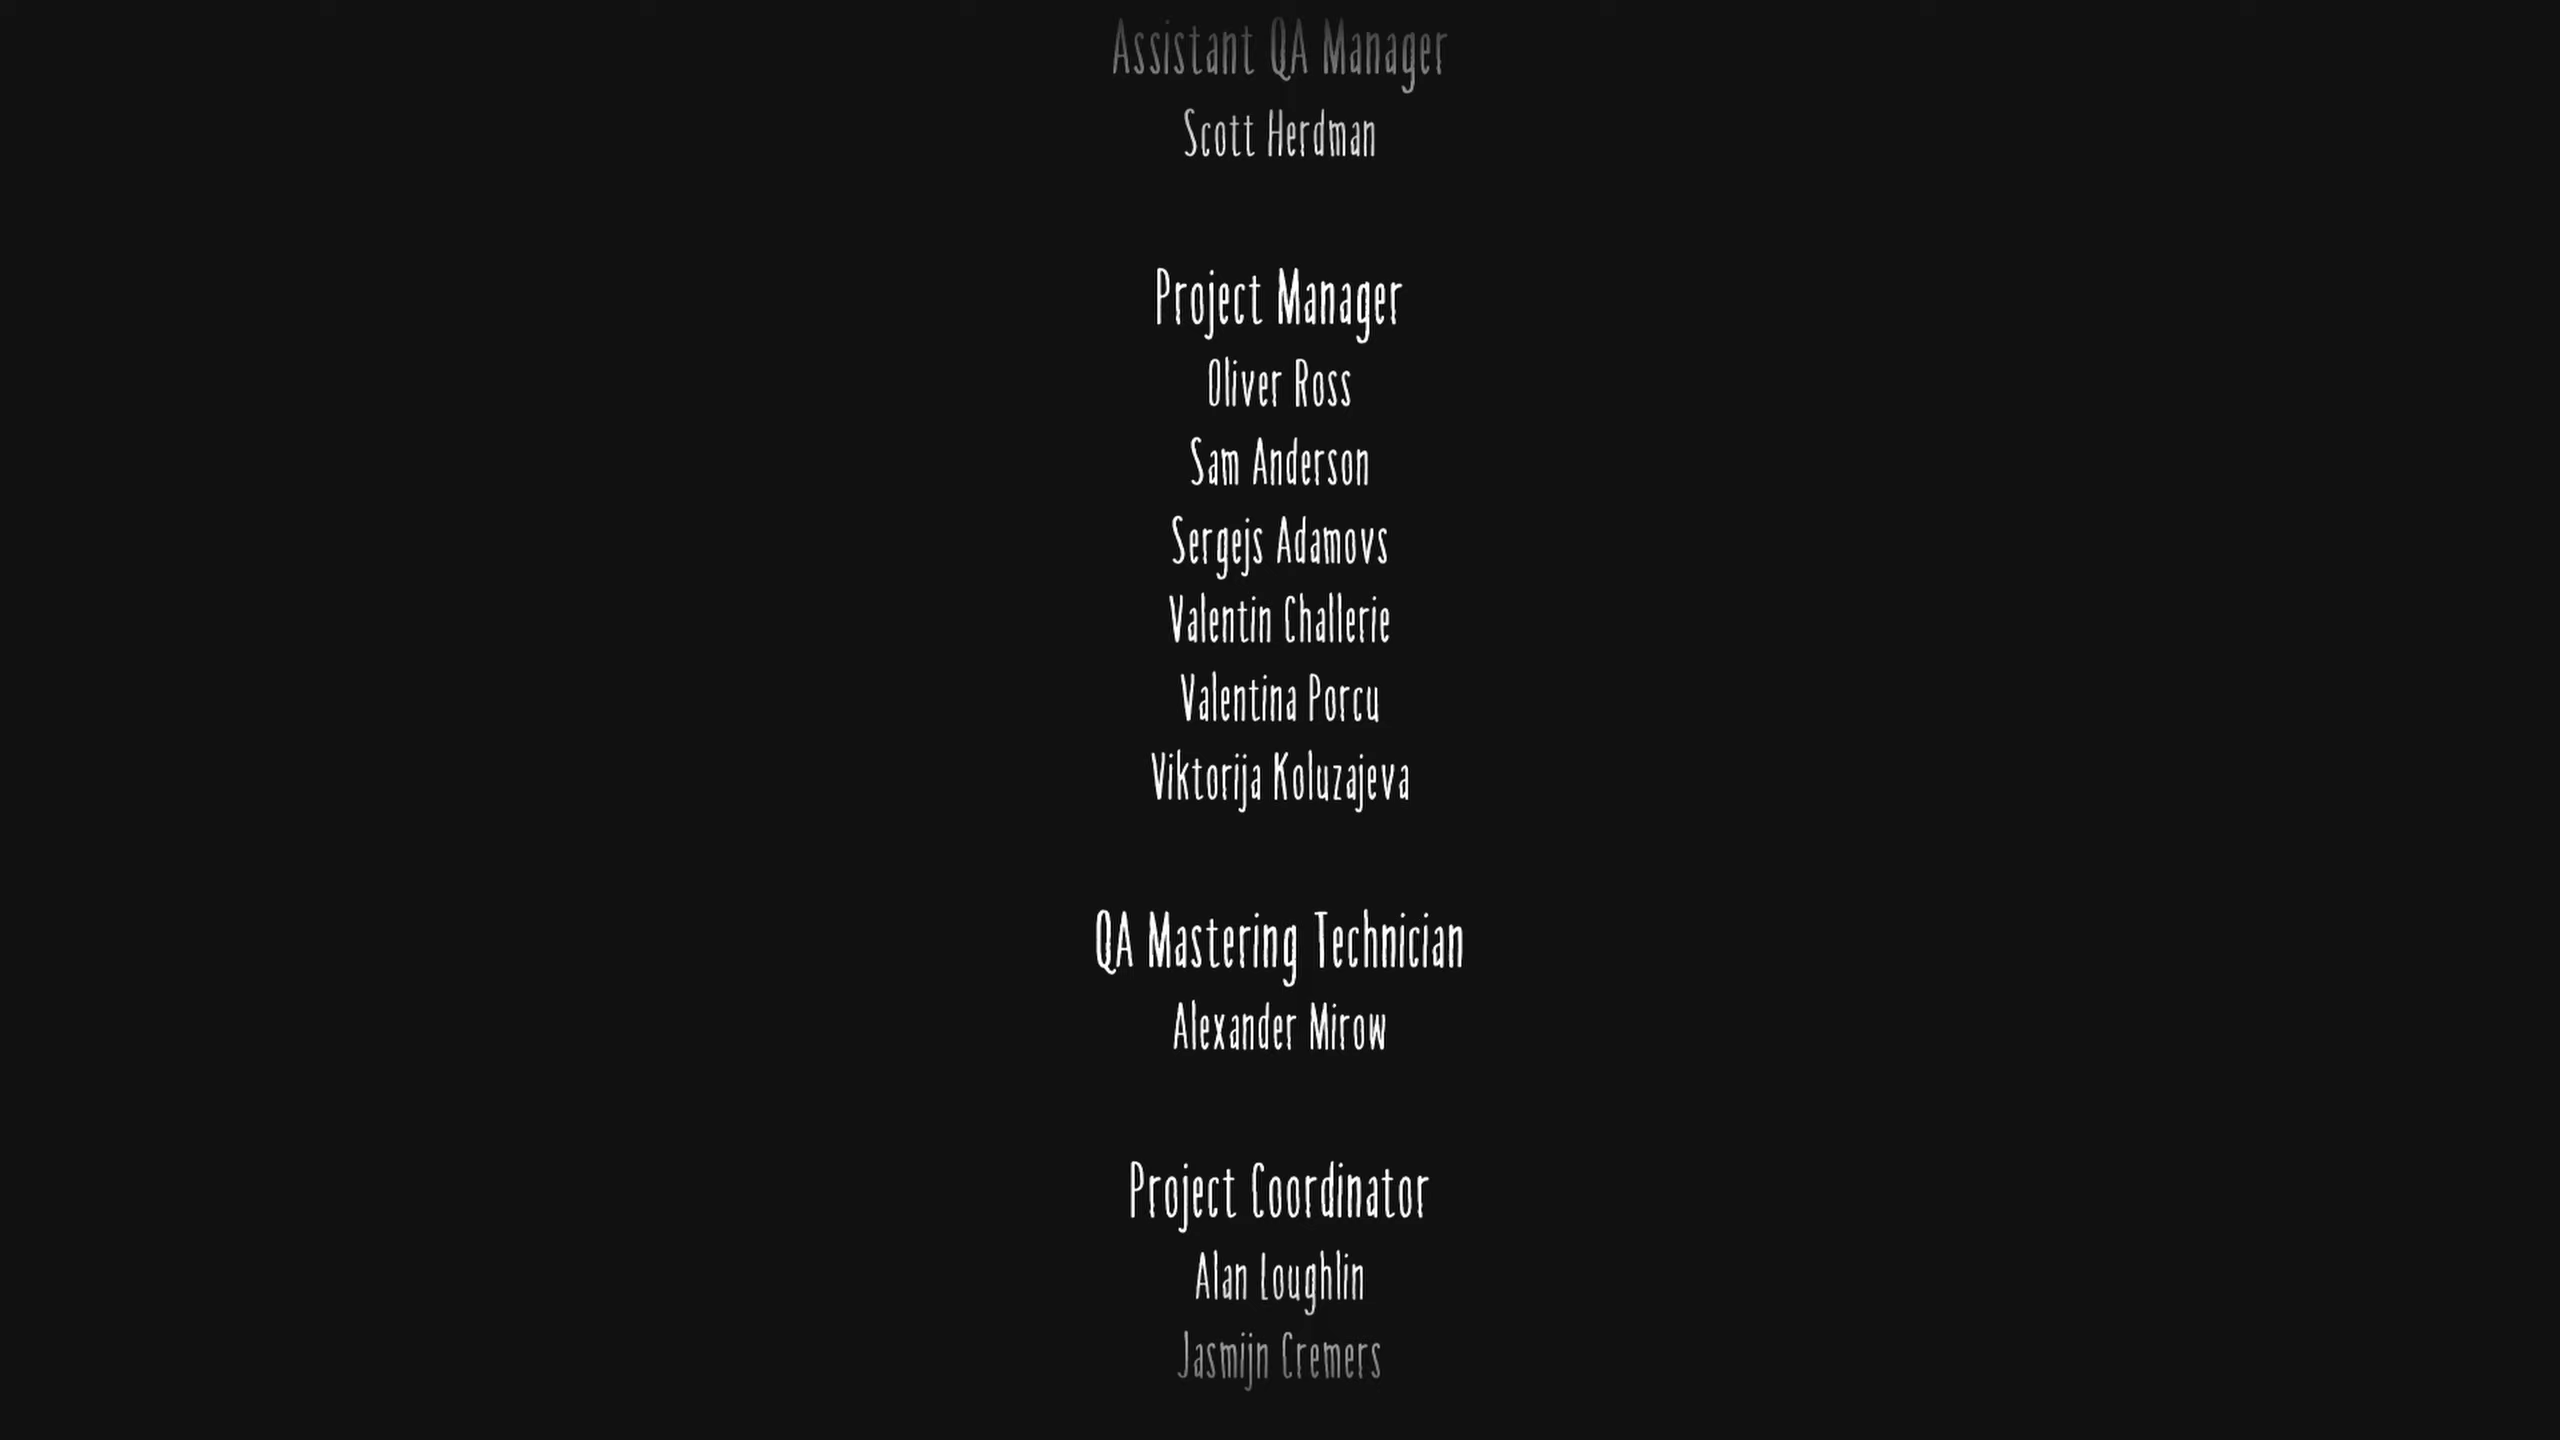 Assistant QA Manager
Scott Herdman
Project Manager
Oliver Ross
Sam Anderson
Sergejs Adamovs
Valentin Challerie
Valentina Porcu
Viktorija Koluzajeva
QA Mastering Technician
Alexander Mirow
Project Coordinator
Alan Loughlin
Jasmijn Cremers